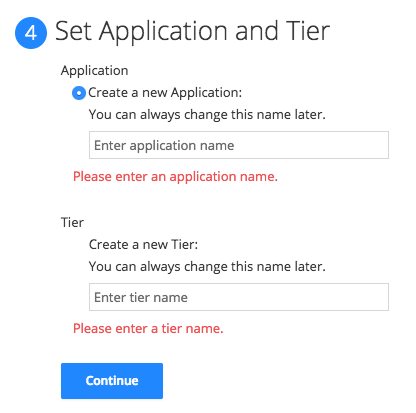 4 Set Application and Tier
Application
Create a new Application:
You can always change this name later.
Enter application name
Please enter an application name.
Tier
Create a new Tier:
You can always change this name later.
Enter tier name
Please enter a tier name.
Continue